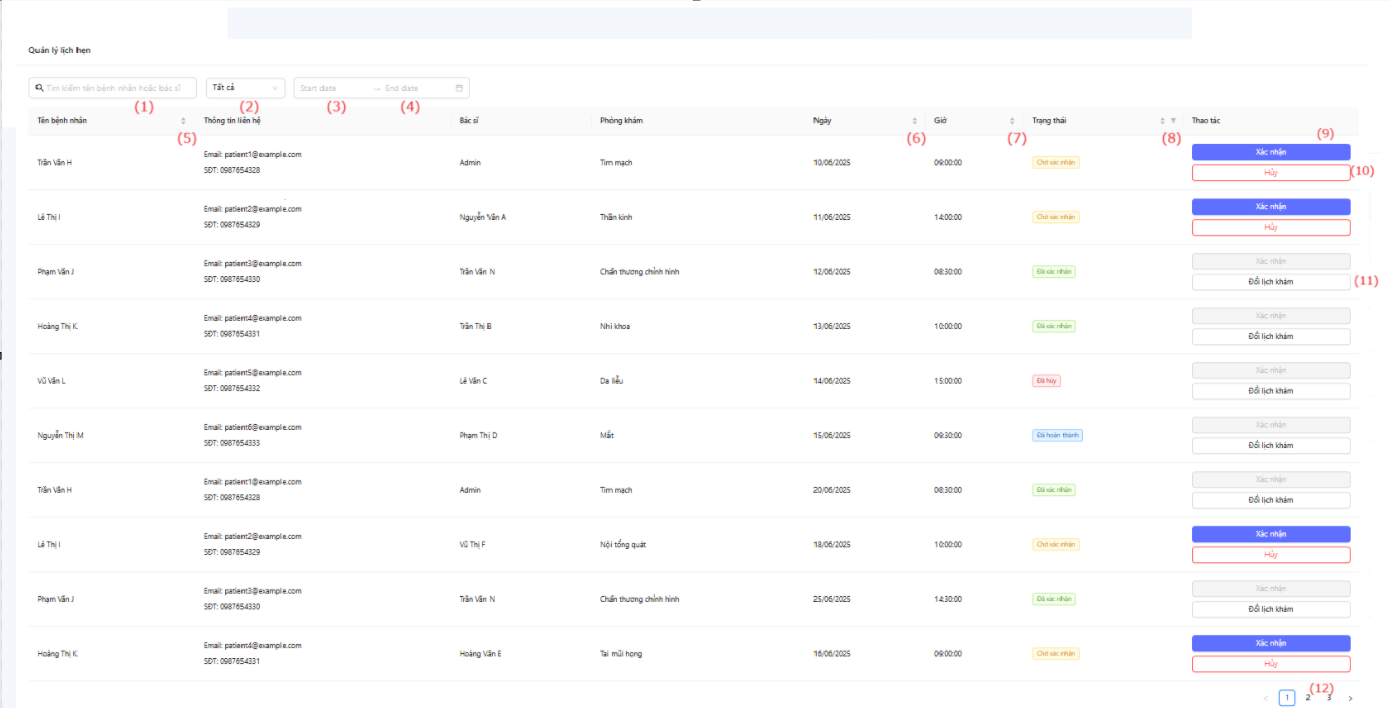 Quản lý lịch hẹn
Tìm kiếm tên bệnh nhân hoặc bác sĩ Tất cả Start date → End date
(1) (2) (3) (4)
Tên bệnh nhân Thông tin liên hệ Bác sĩ Phòng khám Ngày Giờ Trạng thái Thao tác
(5) (6) (7) (8) (9)
Trần Văn H Email: patient1@example.com SĐT: 0987654328 Admin Tim mạch 10/06/2025 09:00:00 Chờ xác nhận Xác nhận Hủy (10)
Lê Thị I Email: patient2@example.com SĐT: 0987654329 Nguyễn Văn A Thần kinh 11/06/2025 14:00:00 Chờ xác nhận Xác nhận Hủy
Phạm Văn J Email: patient3@example.com SĐT: 0987654330 Trần Văn N Chấn thương chỉnh hình 12/06/2025 08:30:00 Đã xác nhận Xác nhận Đổi lịch khám (11)
Hoàng Thị K Email: patient4@example.com SĐT: 0987654331 Trần Thị B Nhi khoa 13/06/2025 10:00:00 Đã xác nhận Xác nhận Đổi lịch khám
Vũ Văn L Email: patient5@example.com SĐT: 0987654332 Lê Văn C Da liễu 14/06/2025 15:00:00 Đã hủy Xác nhận Đổi lịch khám
Nguyễn Thị M Email: patient6@example.com SĐT: 0987654333 Phạm Thị D Mắt 15/06/2025 09:30:00 Đã hoàn thành Xác nhận Đổi lịch khám
Trần Văn H Email: patient1@example.com SĐT: 0987654328 Admin Tim mạch 20/06/2025 08:30:00 Đã xác nhận Xác nhận Đổi lịch khám
Lê Thị I Email: patient2@example.com SĐT: 0987654329 Vũ Thị F Nội tổng quát 18/06/2025 10:00:00 Chờ xác nhận Xác nhận Hủy
Phạm Văn J Email: patient3@example.com SĐT: 0987654330 Trần Văn N Chấn thương chỉnh hình 25/06/2025 14:30:00 Đã xác nhận Xác nhận Đổi lịch khám
Hoàng Thị K Email: patient4@example.com SĐT: 0987654331 Hoàng Văn E Tai mũi họng 16/06/2025 09:00:00 Chờ xác nhận Xác nhận Hủy
(12)
< 1 2 3 >